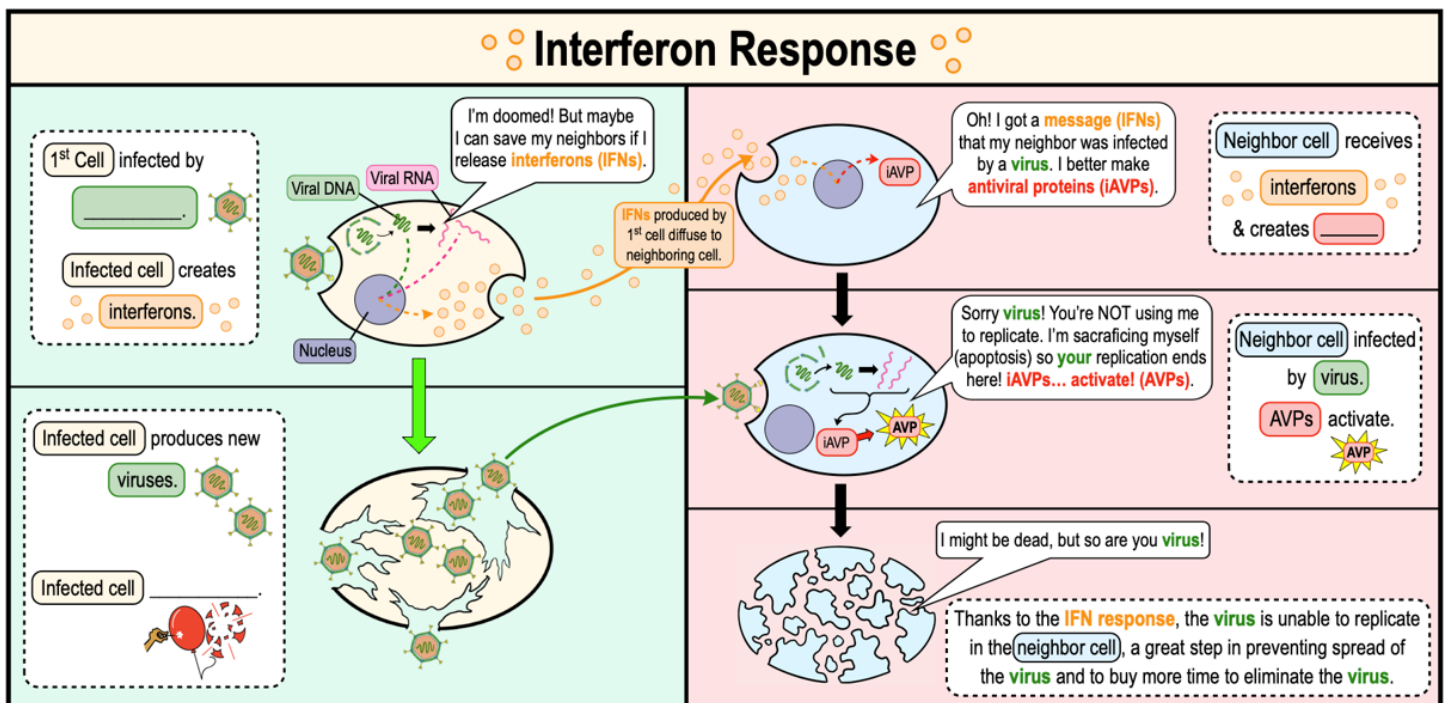 Interferon Response
1st Cell infected by
____________.
Infected cell creates
interferons.
Viral DNA
Viral RNA
I'm doomed! But maybe
I can save my neighbors if I
release interferons (IFNs).
Nucleus
IFNs produced by
1st cell diffuse to
neighboring cell.
Infected cell produces new
viruses.
Infected cell ____________.
iAVP
Oh! I got a message (IFNs)
that my neighbor was infected
by a virus. I better make
antiviral proteins (iAVPs).
Neighbor cell receives
interferons
& creates ______
Sorry virus! You're NOT using me
to replicate. I'm sacraficing myself
(apoptosis) so your replication ends
here! iAVPs... activate! (AVPs).
iAVP
AVP
Neighbor cell infected
by virus.
AVPs activate.
AVP
I might be dead, but so are you virus!
Thanks to the IFN response, the virus is unable to replicate
in the neighbor cell, a great step in preventing spread of
the virus and to buy more time to eliminate the virus.